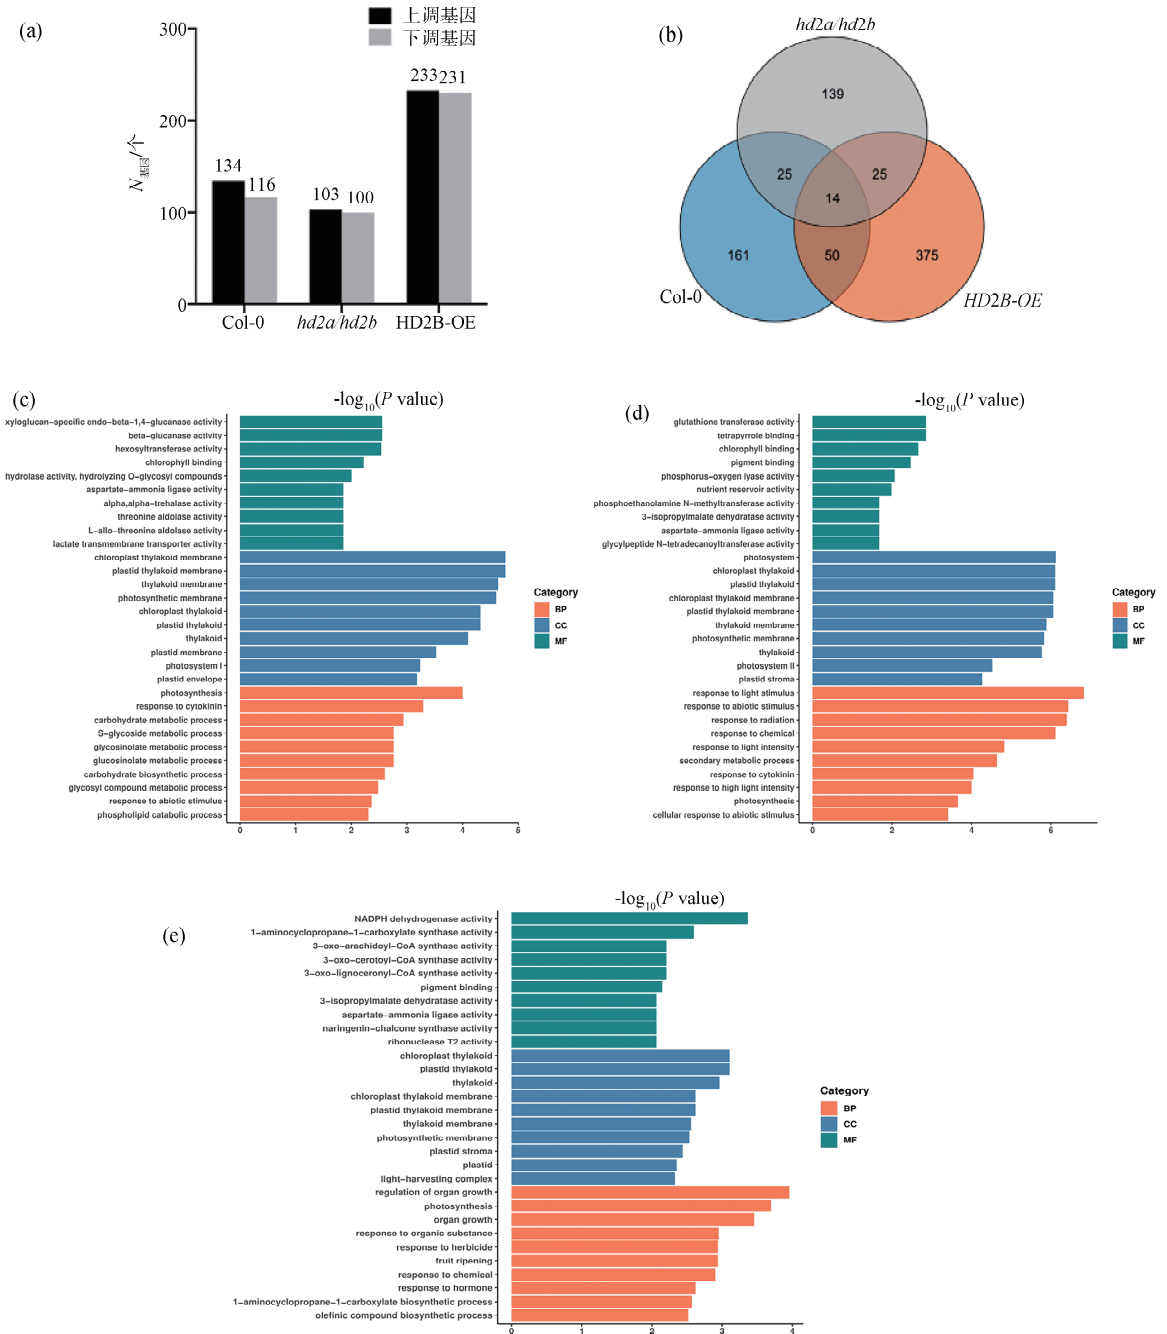 (a)
上调基因
下调基因
300
200
100
0
N基因/个
134
116
103
100
233
231
Col-0
hd2a/hd2b
HD2B-OE
(b)
hd2a/hd2b
139
25
25
14
161
50
375
Col-0
HD2B-OE
(c)
-log10(P value)
xyloglucan-specific endo-beta-1,4-glucanase activity
beta-glucanase activity
hexosyltransferase activity
chlorophyll binding
hydrolase activity, hydrolyzing O-glycosyl compounds
aspartate-ammonia ligase activity
alpha,alpha-trehalase activity
threonine aldolase activity
L-allo-threonine aldolase activity
lactate transmembrane transporter activity
chloroplast thylakoid membrane
plastid thylakoid membrane
thylakoid membrane
photosynthetic membrane
chloroplast thylakoid
plastid thylakoid
thylakoid
plastid membrane
photosystem I
plastid envelope
photosynthesis
response to cytokinin
carbohydrate metabolic process
S-glycoside metabolic process
glycosinolate metabolic process
glucosinolate metabolic process
carbohydrate biosynthetic process
glycosyl compound metabolic process
response to abiotic stimulus
phospholipid catabolic process
0 1 2 3 4 5
Category
BP
CC
MF
(d)
-log10(P value)
glutathione transferase activity
tetrapyrrole binding
chlorophyll binding
pigment binding
phosphorus-oxygen lyase activity
nutrient reservoir activity
phosphoethanolamine N-methyltransferase activity
3-isopropylmalate dehydratase activity
aspartate-ammonia ligase activity
glycylpeptide N-tetradecanoyltransferase activity
photosystem
chloroplast thylakoid
plastid thylakoid
chloroplast thylakoid membrane
plastid thylakoid membrane
thylakoid membrane
photosynthetic membrane
thylakoid
photosystem II
plastid stroma
response to light stimulus
response to abiotic stimulus
response to radiation
response to chemical
response to light intensity
secondary metabolic process
response to cytokinin
response to high light intensity
photosynthesis
cellular response to abiotic stimulus
0 2 4 6
Category
BP
CC
MF
(e)
-log10(P value)
NADPH dehydrogenase activity
1-aminocyclopropane-1-carboxylate synthase activity
3-oxo-arachidoyl-CoA synthase activity
3-oxo-cerotoyl-CoA synthase activity
3-oxo-lignoceronyl-CoA synthase activity
pigment binding
3-isopropylmalate dehydratase activity
aspartate-ammonia ligase activity
naringenin-chalcone synthase activity
ribonuclease T2 activity
chloroplast thylakoid
plastid thylakoid
thylakoid
chloroplast thylakoid membrane
plastid thylakoid membrane
thylakoid membrane
photosynthetic membrane
plastid stroma
plastid
light-harvesting complex
regulation of organ growth
photosynthesis
organ growth
response to organic substance
response to herbicide
fruit ripening
response to chemical
response to hormone
1-aminocyclopropane-1-carboxylate biosynthetic process
olefinic compound biosynthetic process
0 1 2 3 4
Category
BP
CC
MF